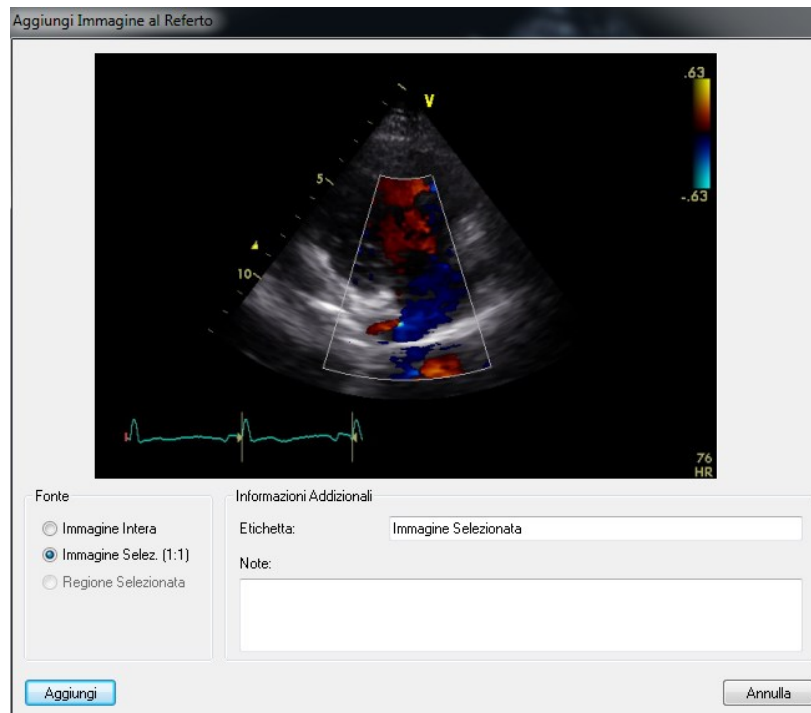 Aggiungi Immagine al Referto
V
.63
-.63
5
10
76
HR
Fonte
Immagine Intera
Immagine Selez. (1:1)
Regione Selezionata
Informazioni Addizionali
Etichetta:
Immagine Selezionata
Note:
Aggiungi
Annulla